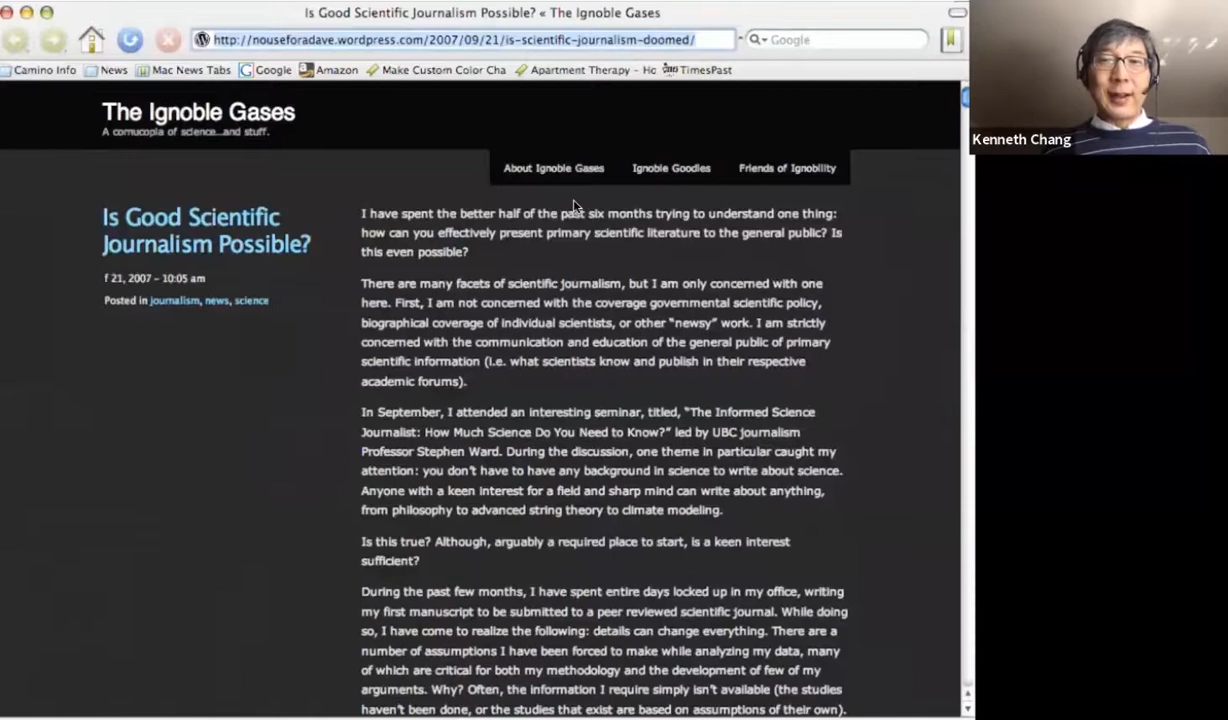 Is Good Scientific Journalism Possible? « The Ignoble Gases
http://nouseforadave.wordpress.com/2007/09/21/is-scientific-journalism-doomed/
Google
Camino Info
News
Mac News Tabs
Google
Amazon
Make Custom Color Cha
Apartment Therapy - Ho
TimesPast
Kenneth Chang
The Ignoble Gases
A cornucopia of science...and stuff.
About Ignoble Gases
Ignoble Goodies
Friends of Ignobility
Is Good Scientific
Journalism Possible?
f 21, 2007 – 10:05 am
Posted in journalism, news, science
I have spent the better half of the past six months trying to understand one thing:
how can you effectively present primary scientific literature to the general public? Is
this even possible?
There are many facets of scientific journalism, but I am only concerned with one
here. First, I am not concerned with the coverage governmental scientific policy,
biographical coverage of individual scientists, or other "newsy" work. I am strictly
concerned with the communication and education of the general public of primary
scientific information (i.e. what scientists know and publish in their respective
academic forums).
In September, I attended an interesting seminar, titled, "The Informed Science
Journalist: How Much Science Do You Need to Know?" led by UBC journalism
Professor Stephen Ward. During the discussion, one theme in particular caught my
attention: you don't have to have any background in science to write about science.
Anyone with a keen interest for a field and sharp mind can write about anything,
from philosophy to advanced string theory to climate modeling.
Is this true? Although, arguably a required place to start, is a keen interest
sufficient?
During the past few months, I have spent entire days locked up in my office, writing
my first manuscript to be submitted to a peer reviewed scientific journal. While doing
so, I have come to realize the following: details can change everything. There are a
number of assumptions I have been forced to make while analyzing my data, many
of which are critical for both my methodology and the development of few of my
arguments. Why? Often, the information I require simply isn't available (the studies
haven't been done, or the studies that exist are based on assumptions of their own).